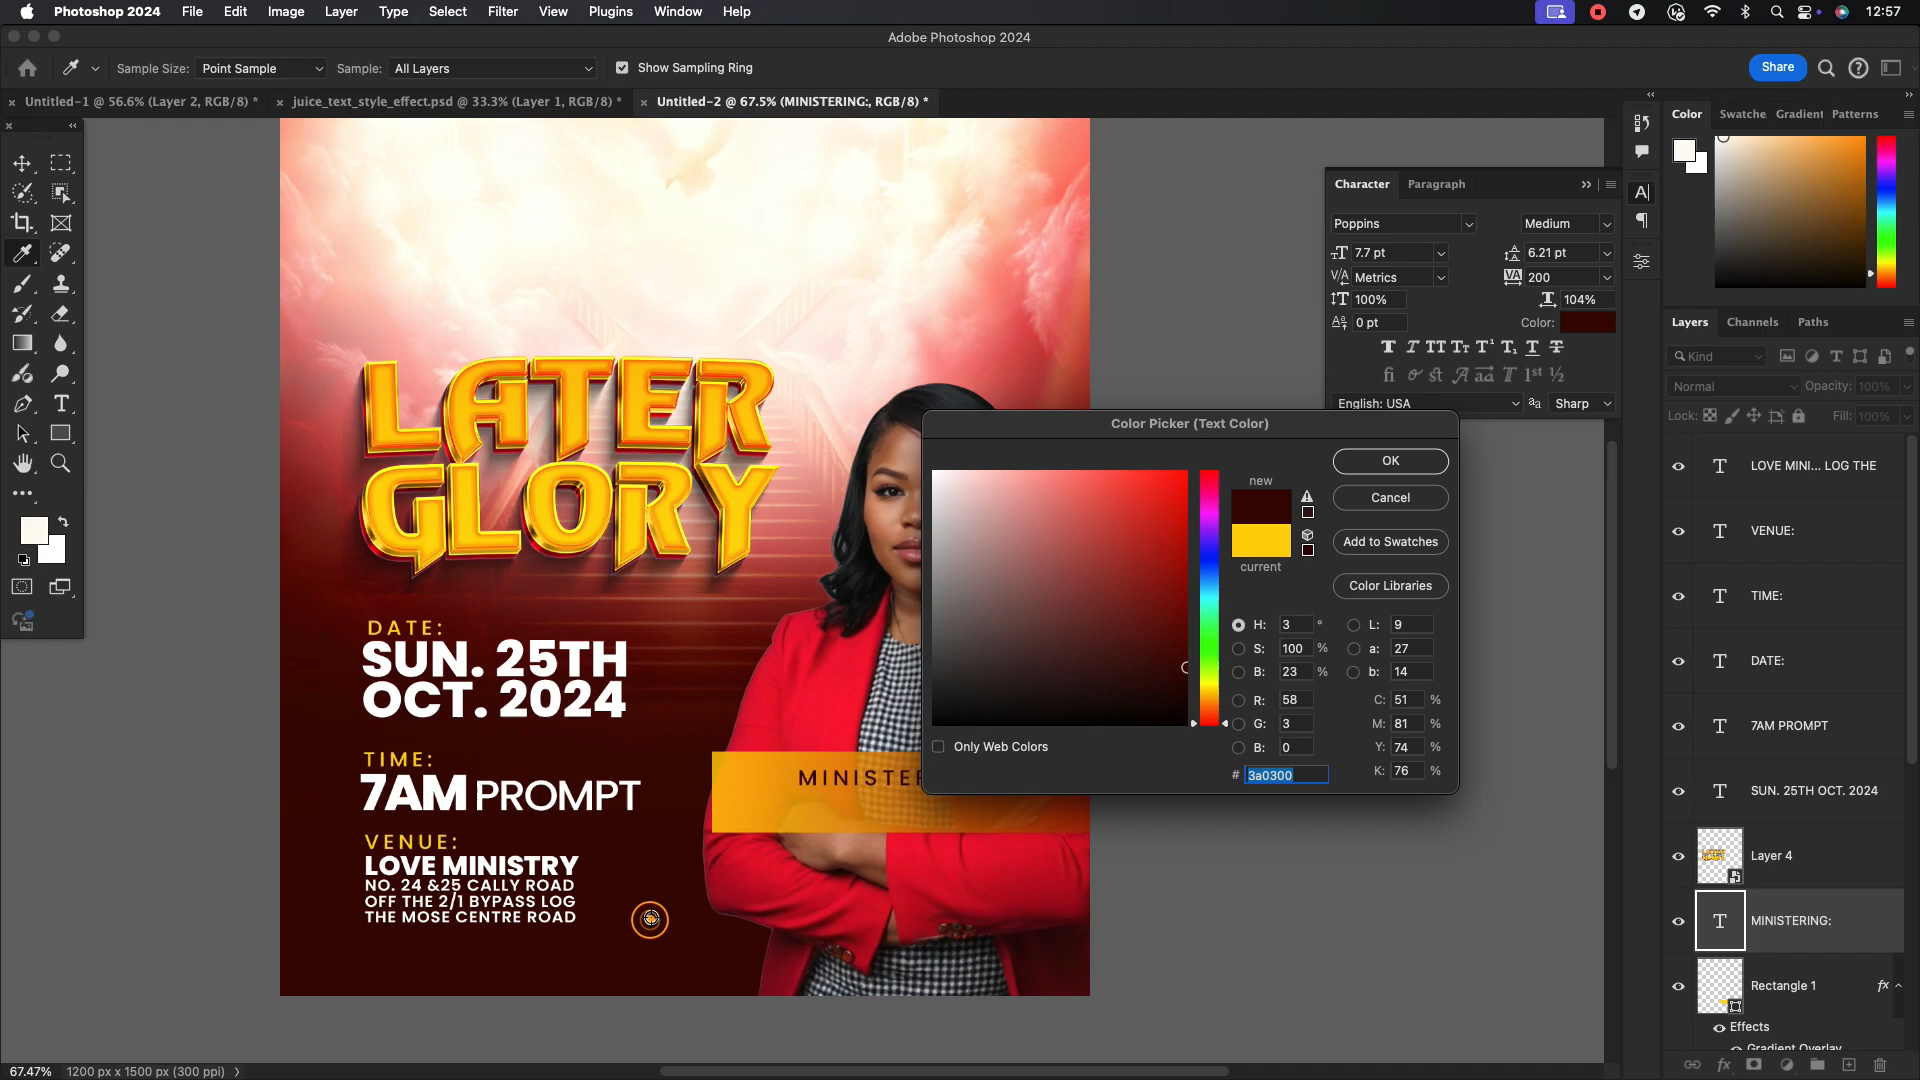 Photoshop 2024 File Edit Image Layer Type Select Filter View Plugins Window Help 12:57
Adobe Photoshop 2024
Sample Size: Point Sample Sample: All Layers Show Sampling Ring Share
Untitled-1 @ 56.6% (Layer 2, RGB/8) * juice_text_style_effect.psd @ 33.3% (Layer 1, RGB/8) * Untitled-2 @ 67.5% (MINISTERING:, RGB/8) *
Color Swatche Gradient Patterns
Character Paragraph
Poppins Medium
7.7 pt 6.21 pt
Metrics 200
100% 104%
0 pt Color:
English: USA Sharp
Layers Channels Paths
Kind
Normal Opacity: 100%
Lock: Fill: 100%
LOVE MINI... LOG THE
VENUE:
TIME:
DATE:
7AM PROMPT
SUN. 25TH OCT. 2024
Layer 4
MINISTERING:
Rectangle 1 fx
Effects
Gradient Overlay
LATER
GLORY
DATE:
SUN. 25TH
OCT. 2024
TIME:
7AM PROMPT
VENUE:
LOVE MINISTRY
NO. 24 &25 CALLY ROAD
OFF THE 2/1 BYPASS LOG
THE MOSE CENTRE ROAD
MINISTER
Color Picker (Text Color)
new
current
OK
Cancel
Add to Swatches
Color Libraries
H: 3 ° L: 9
S: 100 % a: 27
B: 23 % b: 14
R: 58 C: 51 %
G: 3 M: 81 %
B: 0 Y: 74 %
# 3a0300 K: 76 %
Only Web Colors
67.47% 1200 px x 1500 px (300 ppi)